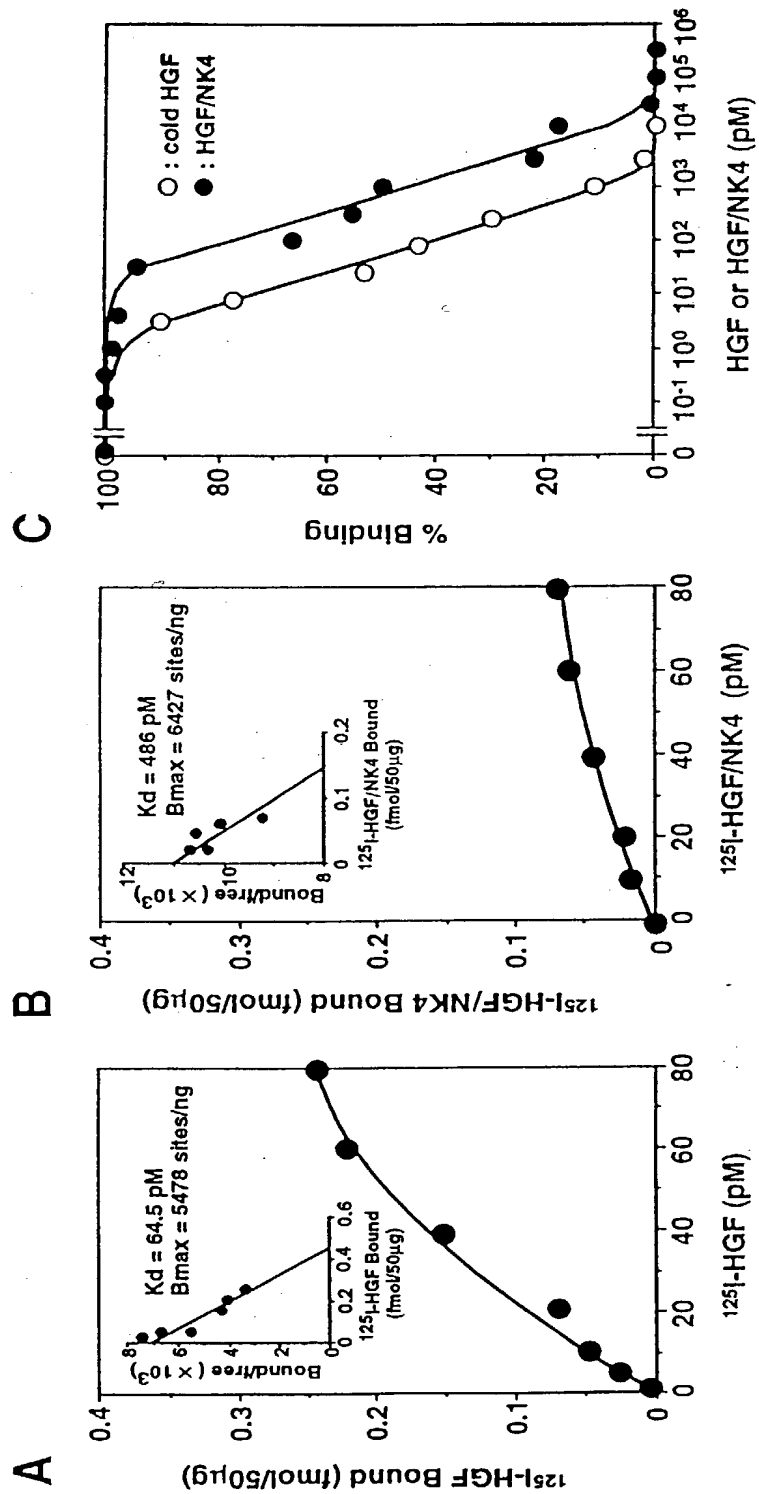 A
¹²⁵I-HGF Bound (fmol/50μg)
0.4
0.3
0.2
0.1
0
0
20
40
60
80
¹²⁵I-HGF (pM)
Kd = 64.5 pM
Bmax = 5478 sites/ng
Bound/free (×10³)
8
6
4
2
0
0
0.2
0.4
0.6
¹²⁵I-HGF Bound
(fmol/50μg)
B
¹²⁵I-HGF/NK4 Bound (fmol/50μg)
0.4
0.3
0.2
0.1
0
0
20
40
60
80
¹²⁵I-HGF/NK4 (pM)
Kd = 486 pM
Bmax = 6427 sites/ng
Bound/free (×10³)
12
10
8
0
0.1
0.2
¹²⁵I-HGF/NK4 Bound
(fmol/50μg)
C
% Binding
100
80
60
40
20
0
0
10⁻¹
10⁰
10¹
10²
10³
10⁴
10⁵
10⁶
HGF or HGF/NK4 (pM)
○ : cold HGF
● : HGF/NK4